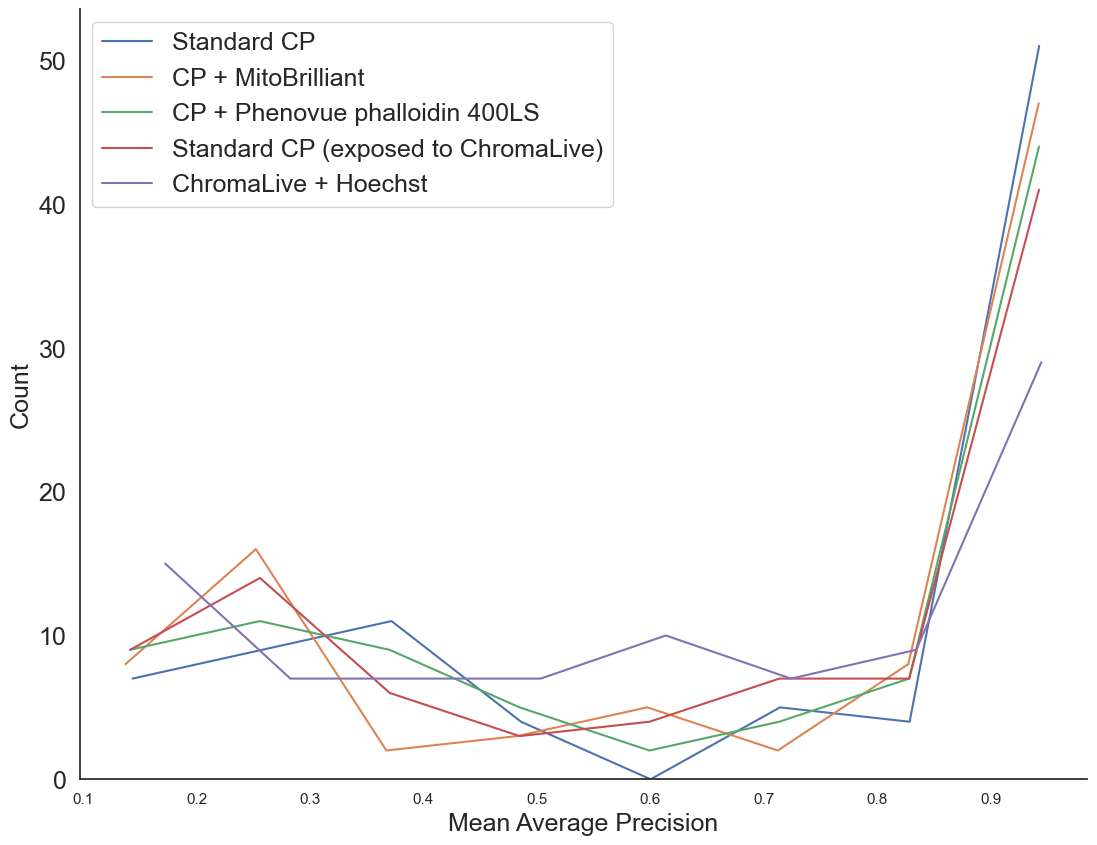 Standard CP
CP + MitoBrilliant
CP + Phenovue phalloidin 400LS
Standard CP (exposed to ChromaLive)
ChromaLive + Hoechst
50
40
30
20
10
0
Count
0.1 0.2 0.3 0.4 0.5 0.6 0.7 0.8 0.9
Mean Average Precision